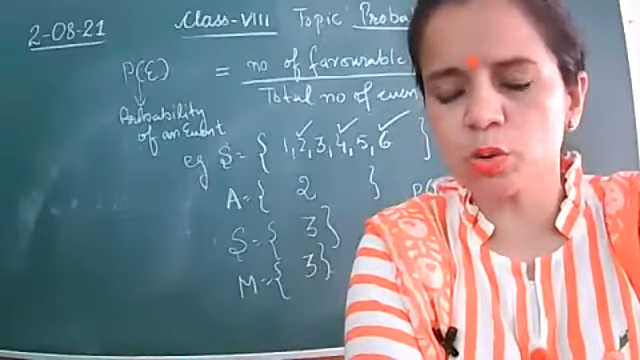 2-08-21 Class-VIII Topic Proba
P(E) = no of favourable
Total no of even
Probability
of an Event
eg S = { 1,2,3,4,5,6 }
A = { 2 }
S = { 3 }
M = { 3 }